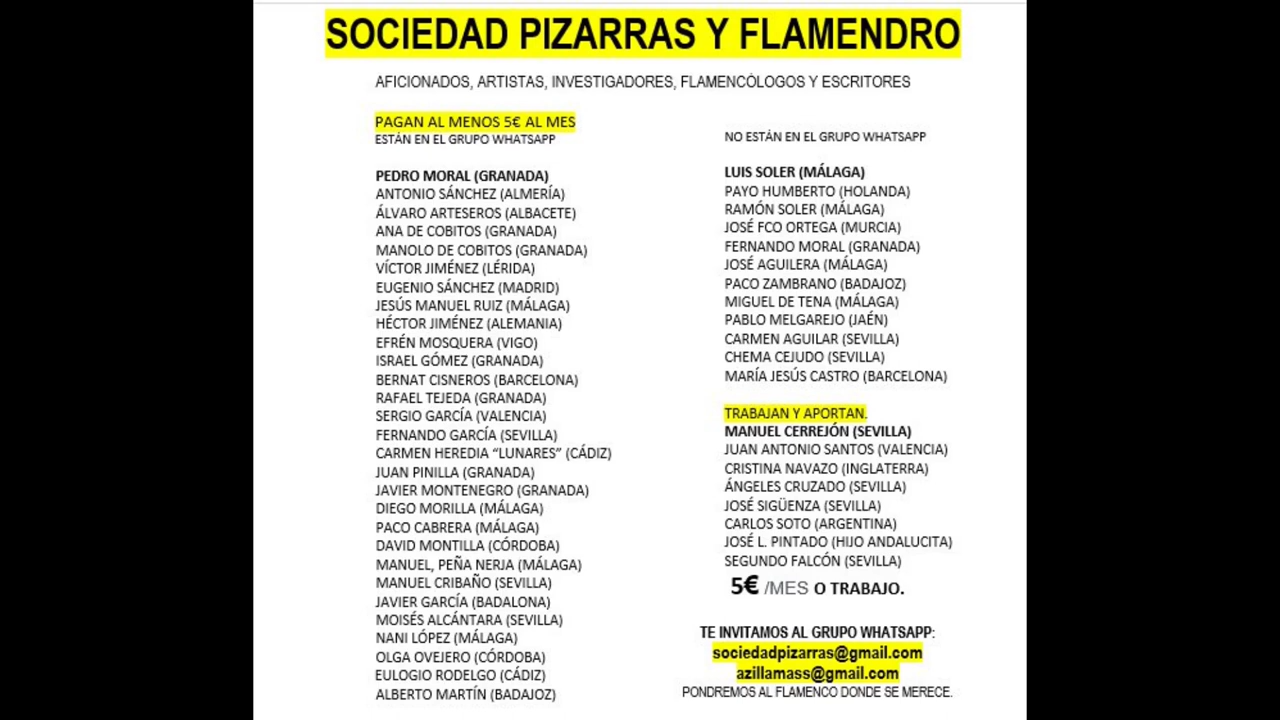 SOCIEDAD PIZARRAS Y FLAMENDRO
AFICIONADOS, ARTISTAS, INVESTIGADORES, FLAMENCÓLOGOS Y ESCRITORES
PAGAN AL MENOS 5€ AL MES
ESTÁN EN EL GRUPO WHATSAPP
PEDRO MORAL (GRANADA)
ANTONIO SÁNCHEZ (ALMERÍA)
ÁLVARO ARTESEROS (ALBACETE)
ANA DE COBITOS (GRANADA)
MANOLO DE COBITOS (GRANADA)
VÍCTOR JIMÉNEZ (LÉRIDA)
EUGENIO SÁNCHEZ (MADRID)
JESÚS MANUEL RUIZ (MÁLAGA)
HÉCTOR JIMÉNEZ (ALEMANIA)
EFRÉN MOSQUERA (VIGO)
ISRAEL GÓMEZ (GRANADA)
BERNAT CISNEROS (BARCELONA)
RAFAEL TEJEDA (GRANADA)
SERGIO GARCÍA (VALENCIA)
FERNANDO GARCÍA (SEVILLA)
CARMEN HEREDIA “LUNARES” (CÁDIZ)
JUAN PINILLA (GRANADA)
JAVIER MONTENEGRO (GRANADA)
DIEGO MORILLA (MÁLAGA)
PACO CABRERA (MÁLAGA)
DAVID MONTILLA (CÓRDOBA)
MANUEL, PEÑA NERJA (MÁLAGA)
MANUEL CRIBAÑO (SEVILLA)
JAVIER GARCÍA (BADALONA)
MOISÉS ALCÁNTARA (SEVILLA)
NANI LÓPEZ (MÁLAGA)
OLGA OVEJERO (CÓRDOBA)
EULOGIO RODELGO (CÁDIZ)
ALBERTO MARTÍN (BADAJOZ)
NO ESTÁN EN EL GRUPO WHATSAPP
LUIS SOLER (MÁLAGA)
PAYO HUMBERTO (HOLANDA)
RAMÓN SOLER (MÁLAGA)
JOSÉ FCO ORTEGA (MURCIA)
FERNANDO MORAL (GRANADA)
JOSÉ AGUILERA (MÁLAGA)
PACO ZAMBRANO (BADAJOZ)
MIGUEL DE TENA (MÁLAGA)
PABLO MELGAREJO (JAÉN)
CARMEN AGUILAR (SEVILLA)
CHEMA CEJUDO (SEVILLA)
MARÍA JESÚS CASTRO (BARCELONA)
TRABAJAN Y APORTAN.
MANUEL CERREJÓN (SEVILLA)
JUAN ANTONIO SANTOS (VALENCIA)
CRISTINA NAVAZO (INGLATERRA)
ÁNGELES CRUZADO (SEVILLA)
JOSÉ SIGÜENZA (SEVILLA)
CARLOS SOTO (ARGENTINA)
JOSÉ L. PINTADO (HIJO ANDALUCITA)
SEGUNDO FALCÓN (SEVILLA)
5€ /MES O TRABAJO.
TE INVITAMOS AL GRUPO WHATSAPP:
sociedadpizarras@gmail.com
azillamass@gmail.com
PONDREMOS AL FLAMENCO DONDE SE MERECE.